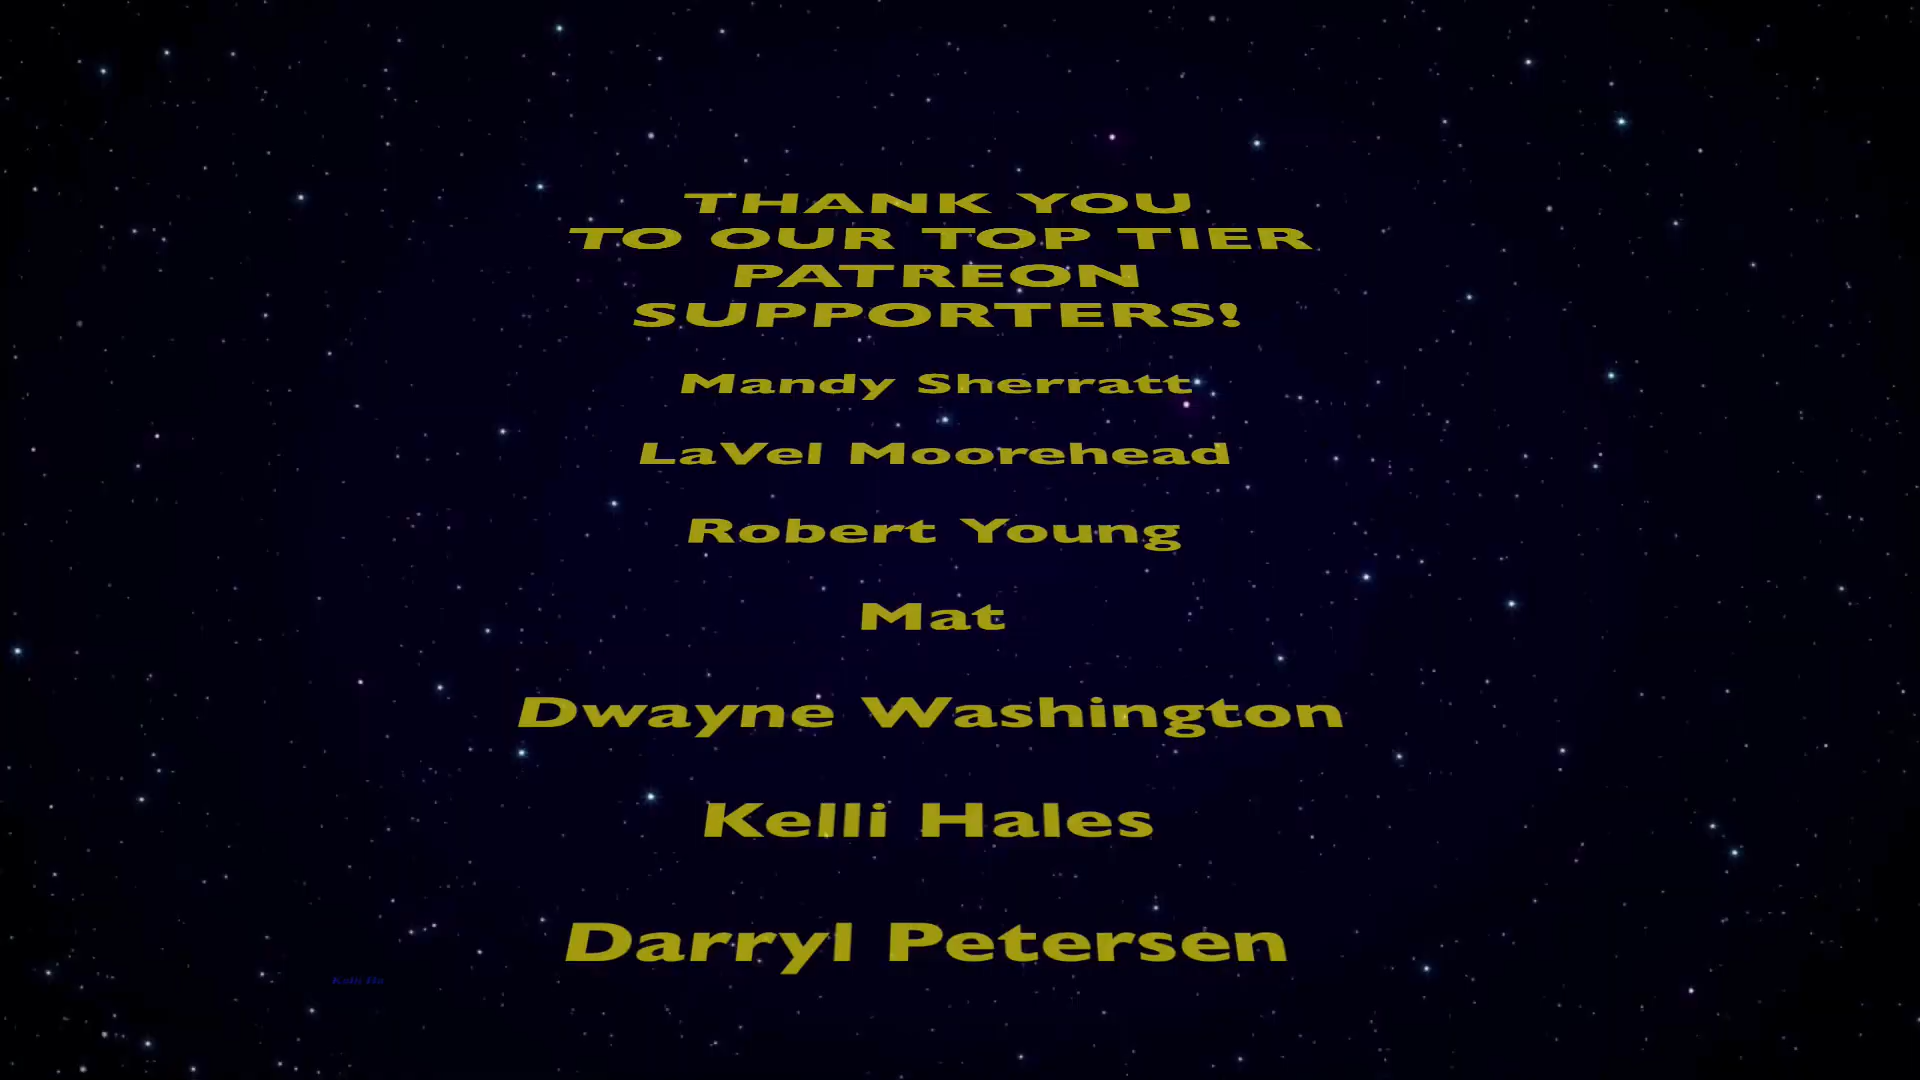 THANK YOU
TO OUR TOP TIER
PATREON
SUPPORTERS!
Mandy Sherratt
LaVel Moorehead
Robert Young
Mat
Dwayne Washington
Kelli Hales
Darryl Petersen